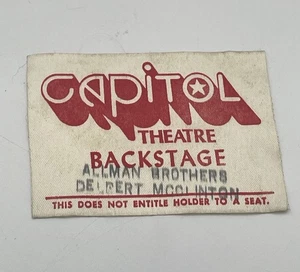 CAPITOL
THEATRE
BACKSTAGE
ALLMAN BROTHERS
DELBERT MCCLINTON
THIS DOES NOT ENTITLE HOLDER TO A SEAT.